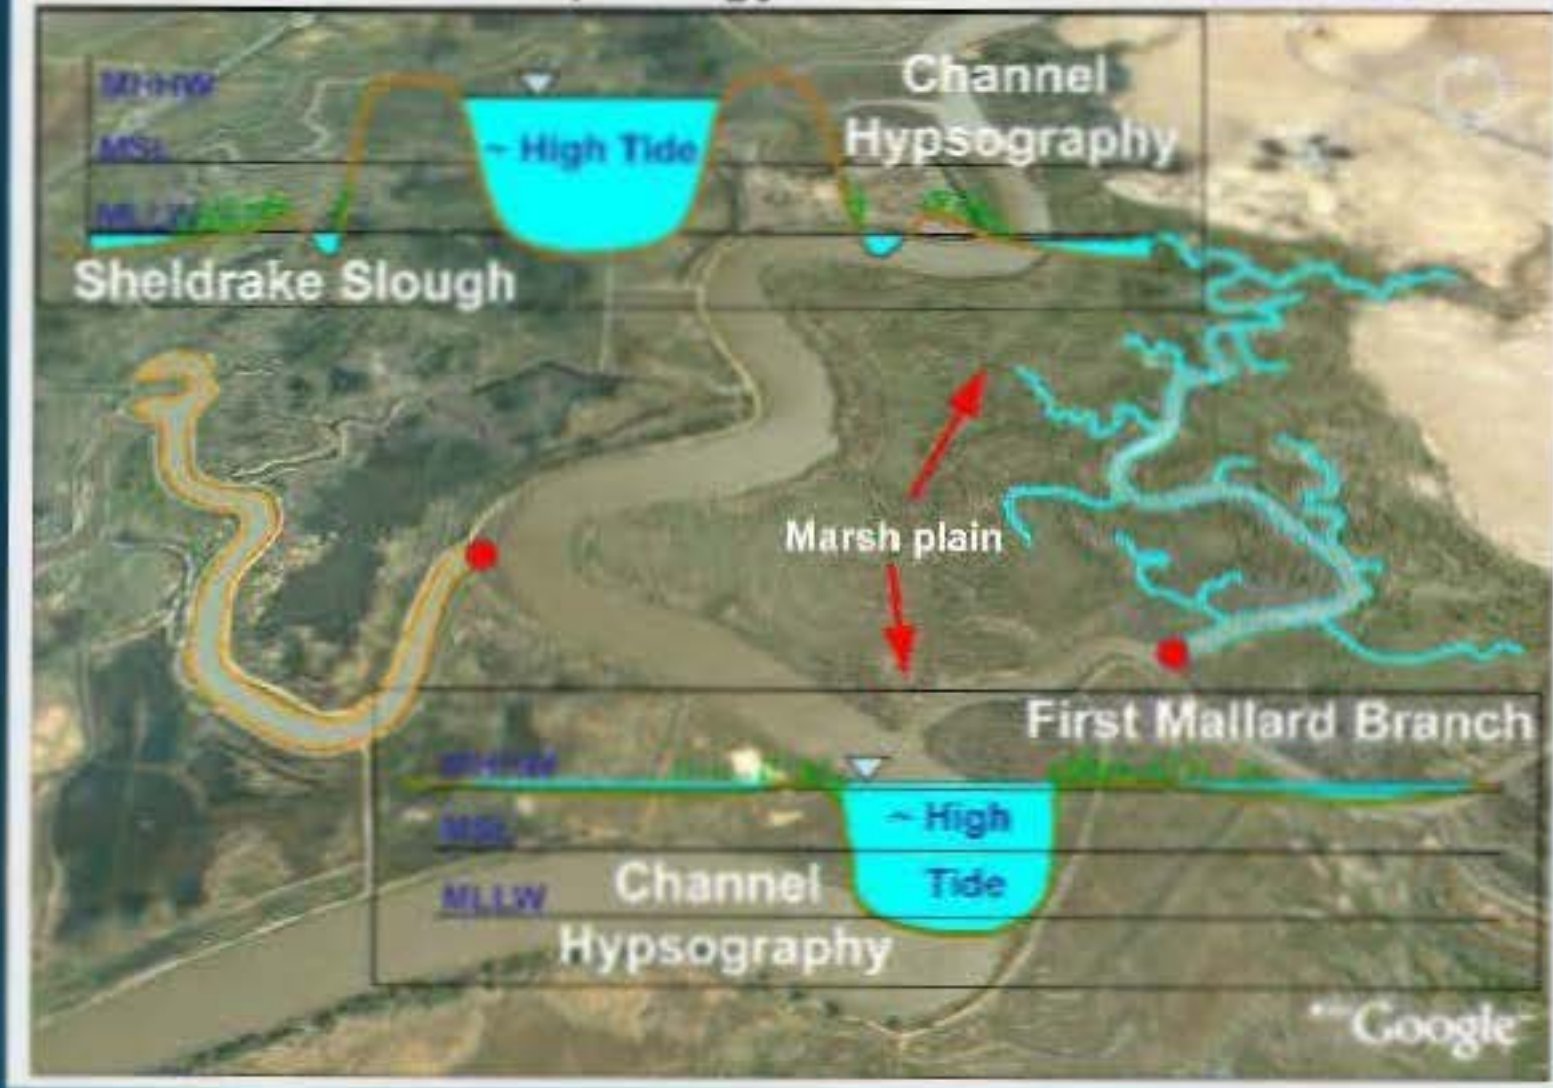 MHHW
MSL
MLLW
~ High Tide
Channel
Hypsography
Sheldrake Slough
Marsh plain
First Mallard Branch
MHHW
MSL
MLLW
~ High
Tide
Channel
Hypsography
Google